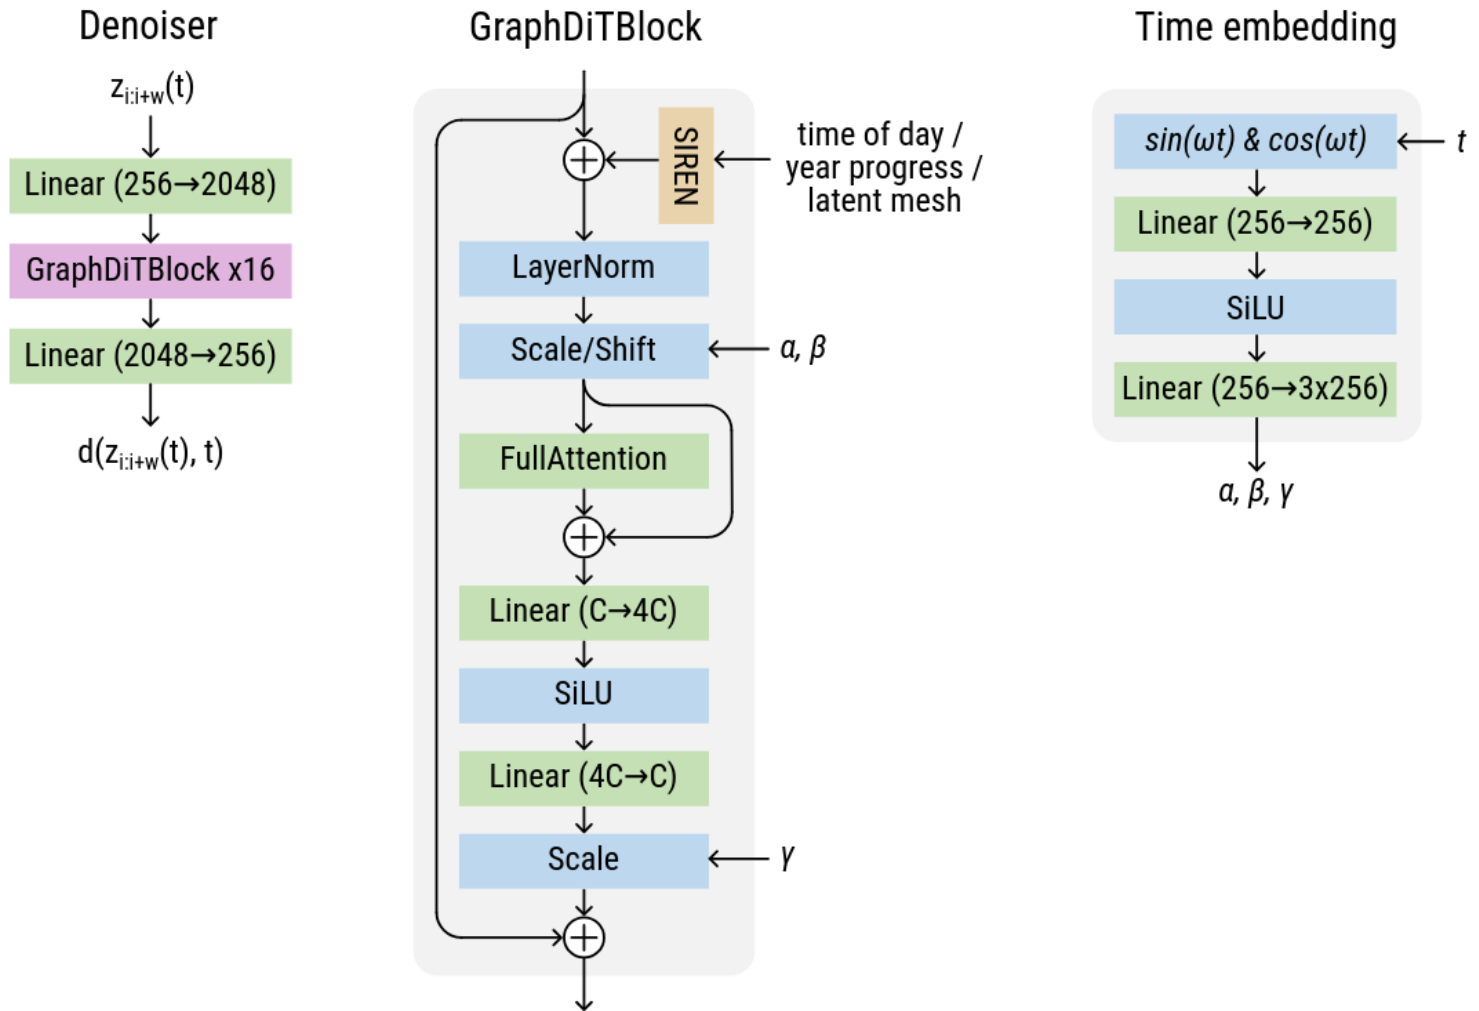 Denoiser
z_{i:i+w}(t)
Linear (256→2048)
GraphDiTBlock x16
Linear (2048→256)
d(z_{i:i+w}(t), t)
GraphDiTBlock
SIREN
time of day /
year progress /
latent mesh
LayerNorm
Scale/Shift
α, β
FullAttention
Linear (C→4C)
SiLU
Linear (4C→C)
Scale
γ
Time embedding
sin(ωt) & cos(ωt)
t
Linear (256→256)
SiLU
Linear (256→3x256)
α, β, γ